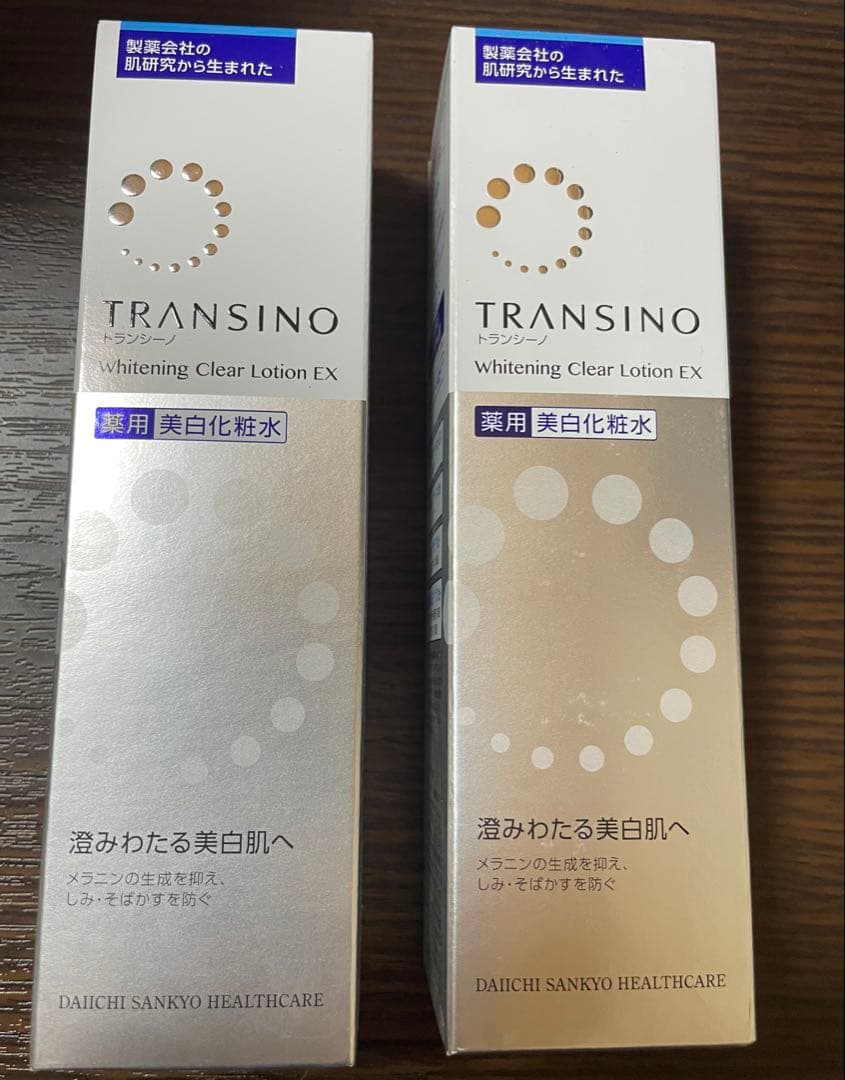 製薬会社の
肌研究から生まれた
TRANSINO
トランシーノ
Whitening Clear Lotion EX
薬用 美白化粧水
澄みわたる美白肌へ
メラニンの生成を抑え、
しみ・そばかすを防ぐ
DAIICHI SANKYO HEALTHCARE
製薬会社の
肌研究から生まれた
TRANSINO
トランシーノ
Whitening Clear Lotion EX
薬用 美白化粧水
澄みわたる美白肌へ
メラニンの生成を抑え、
しみ・そばかすを防ぐ
DAIICHI SANKYO HEALTHCARE